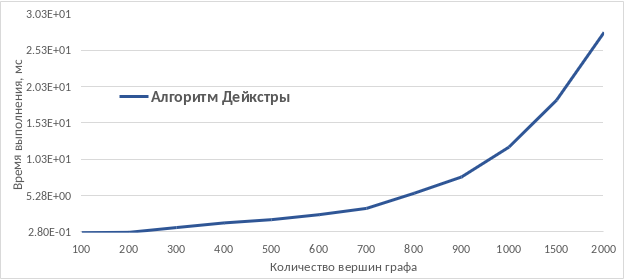 3.03E+01
2.53E+01
2.03E+01
1.53E+01
1.03E+01
5.28E+00
2.80E-01
Время выполнения, мс
Алгоритм Дейкстры
100 200 300 400 500 600 700 800 900 1000 1500 2000
Количество вершин графа